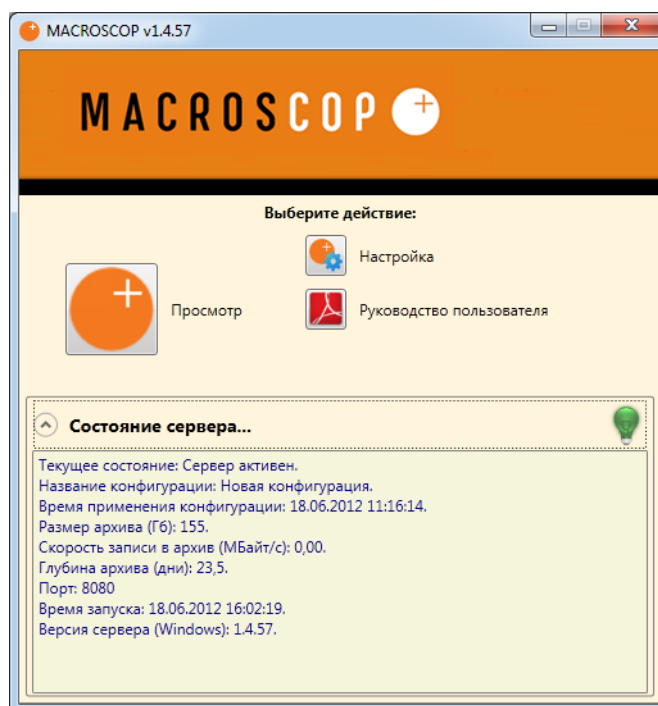 MACROSCOP v1.4.57
MACROSCOP
Выберите действие:
Настройка
Просмотр
Руководство пользователя
Состояние сервера...
Текущее состояние: Сервер активен.
Название конфигурации: Новая конфигурация.
Время применения конфигурации: 18.06.2012 11:16:14.
Размер архива (Гб): 155.
Скорость записи в архив (МБайт/с): 0,00.
Глубина архива (дни): 23,5.
Порт: 8080
Время запуска: 18.06.2012 16:02:19.
Версия сервера (Windows): 1.4.57.